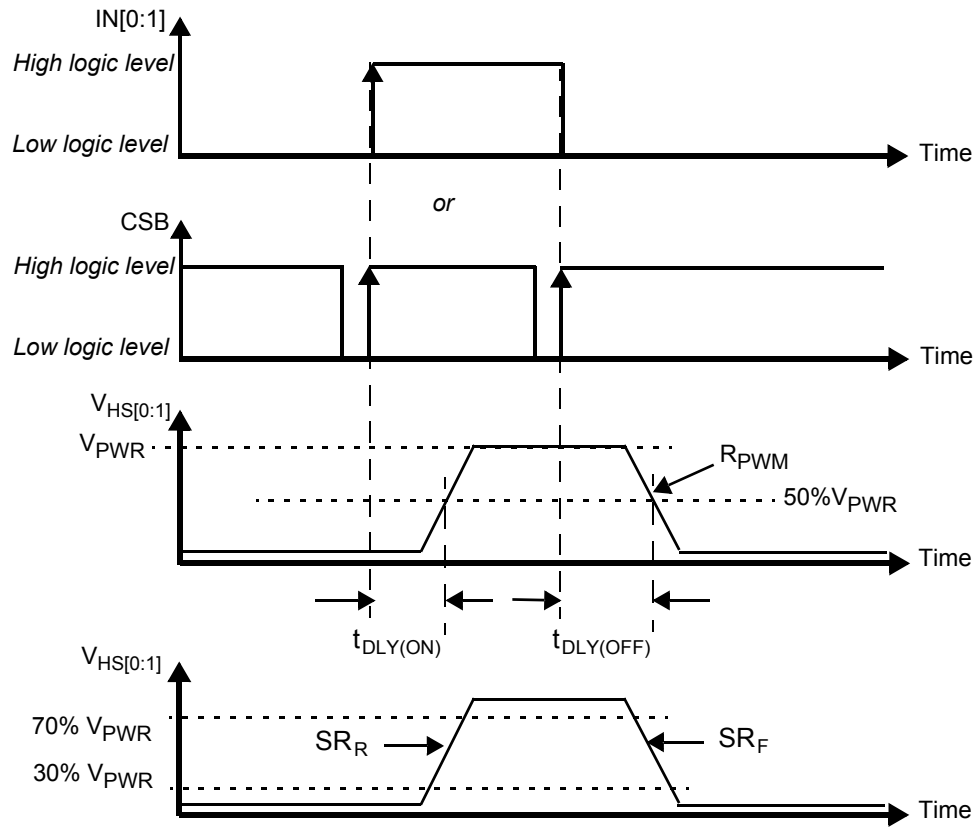 IN[0:1]
High logic level
Low logic level
Time
or
CSB
High logic level
Low logic level
Time
VHS[0:1]
VPWR
RPWM
50%VPWR
Time
tDLY(ON)
tDLY(OFF)
VHS[0:1]
70% VPWR
SRR
SRF
30% VPWR
Time